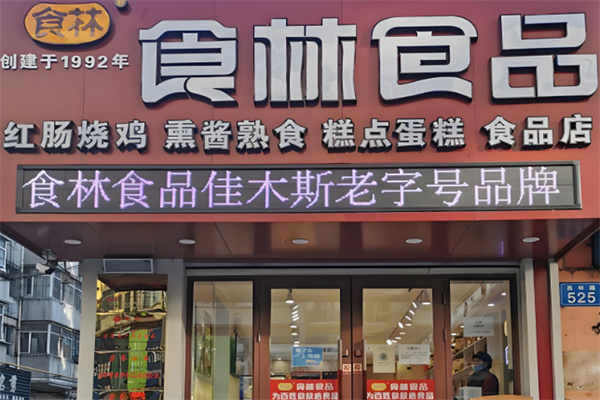 食林
创建于1992年
食林食品
红肠烧鸡 熏酱熟食 糕点蛋糕 食品店
食林食品佳木斯老字号品牌
525
食林食品
为百姓做放心食品
食林食品
为百姓做放心食品